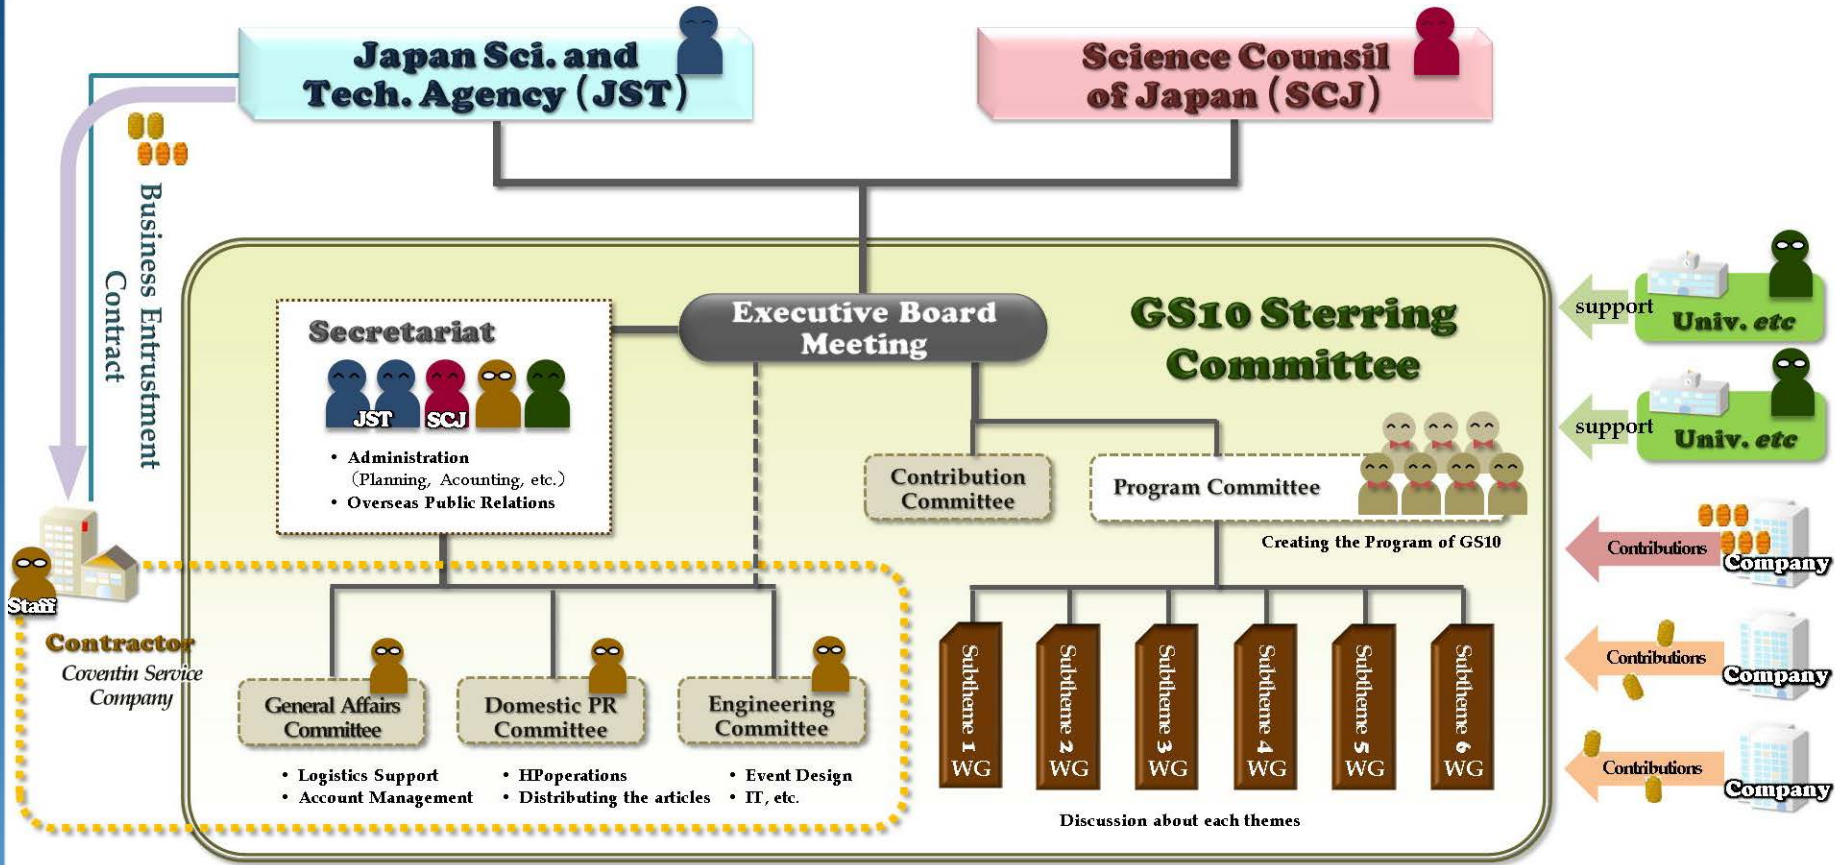 Japan Sci. and
Tech. Agency (JST)
Science Counsil
of Japan (SCJ)
Business Entrustment
Contract
Executive Board
Meeting
GS10 Sterring
Committee
Secretariat
JST
SCJ
• Administration
(Planning, Acounting, etc.)
• Overseas Public Relations
Contribution
Committee
Program Committee
Creating the Program of GS10
support
Univ. etc
support
Univ. etc
Contributions
Company
Contributions
Company
Contributions
Company
Staff
Contractor
Coventin Service
Company
General Affairs
Committee
• Logistics Support
• Account Management
Domestic PR
Committee
• HPoperations
• Distributing the articles
Engineering
Committee
• Event Design
• IT, etc.
Subtheme 1
WG
Subtheme 2
WG
Subtheme 3
WG
Subtheme 4
WG
Subtheme 5
WG
Subtheme 6
WG
Discussion about each themes